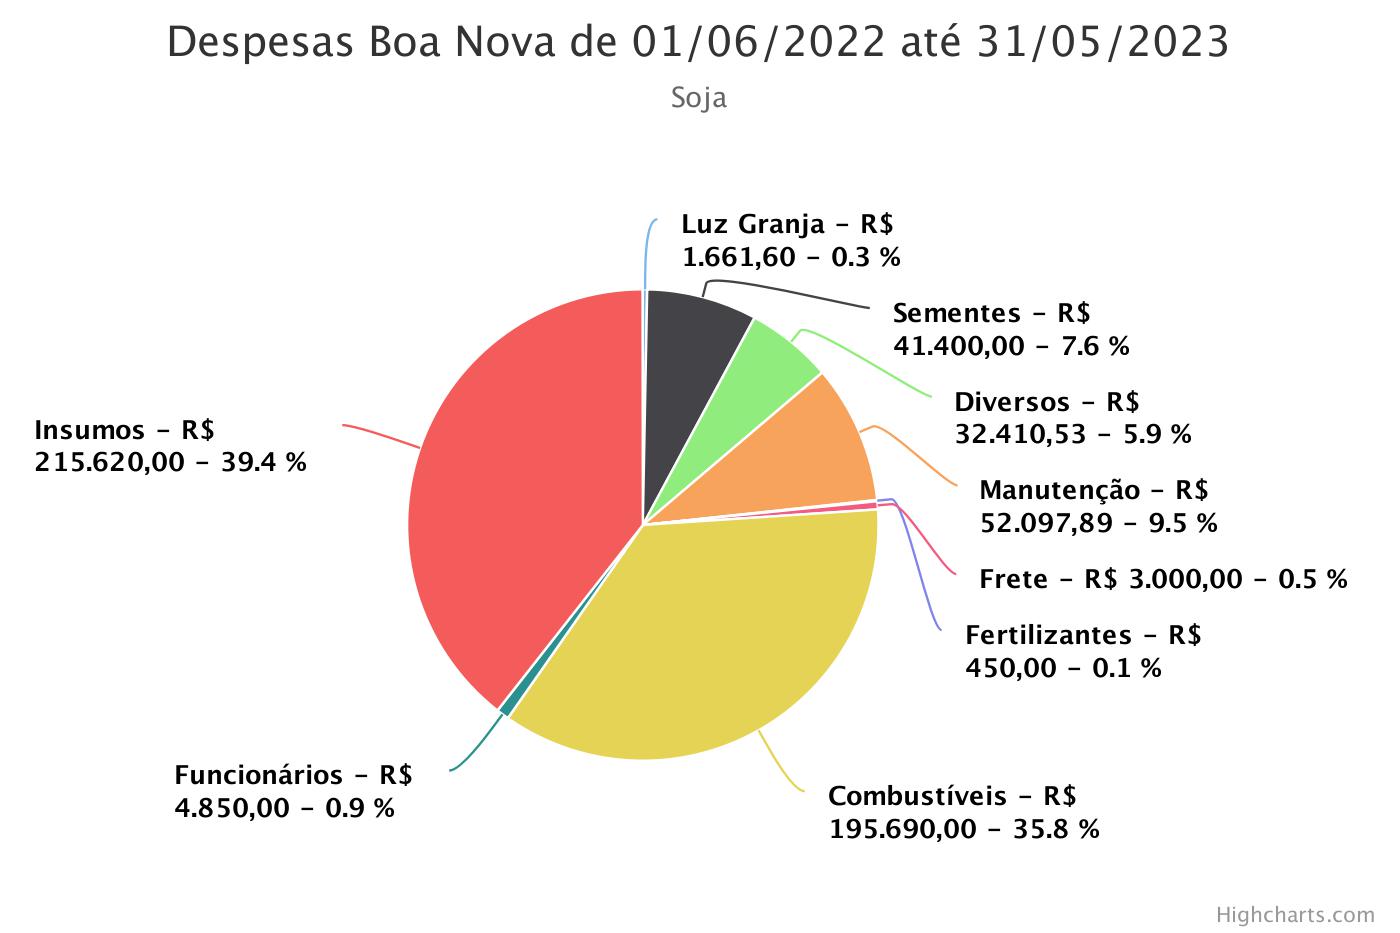 Despesas Boa Nova de 01/06/2022 até 31/05/2023
Soja
Luz Granja – R$
1.661,60 – 0.3 %
Sementes – R$
41.400,00 – 7.6 %
Diversos – R$
32.410,53 – 5.9 %
Manutenção – R$
52.097,89 – 9.5 %
Frete – R$ 3.000,00 – 0.5 %
Fertilizantes – R$
450,00 – 0.1 %
Combustíveis – R$
195.690,00 – 35.8 %
Funcionários – R$
4.850,00 – 0.9 %
Insumos – R$
215.620,00 – 39.4 %
Highcharts.com